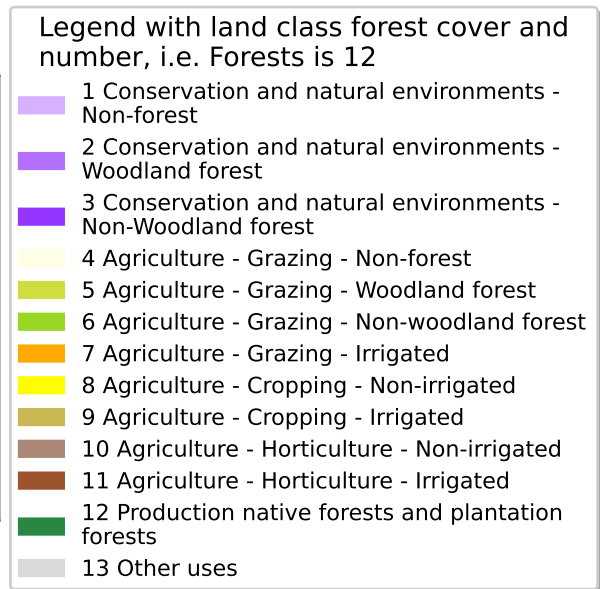 Legend with land class forest cover and
number, i.e. Forests is 12
1 Conservation and natural environments -
Non-forest
2 Conservation and natural environments -
Woodland forest
3 Conservation and natural environments -
Non-Woodland forest
4 Agriculture - Grazing - Non-forest
5 Agriculture - Grazing - Woodland forest
6 Agriculture - Grazing - Non-woodland forest
7 Agriculture - Grazing - Irrigated
8 Agriculture - Cropping - Non-irrigated
9 Agriculture - Cropping - Irrigated
10 Agriculture - Horticulture - Non-irrigated
11 Agriculture - Horticulture - Irrigated
12 Production native forests and plantation
forests
13 Other uses